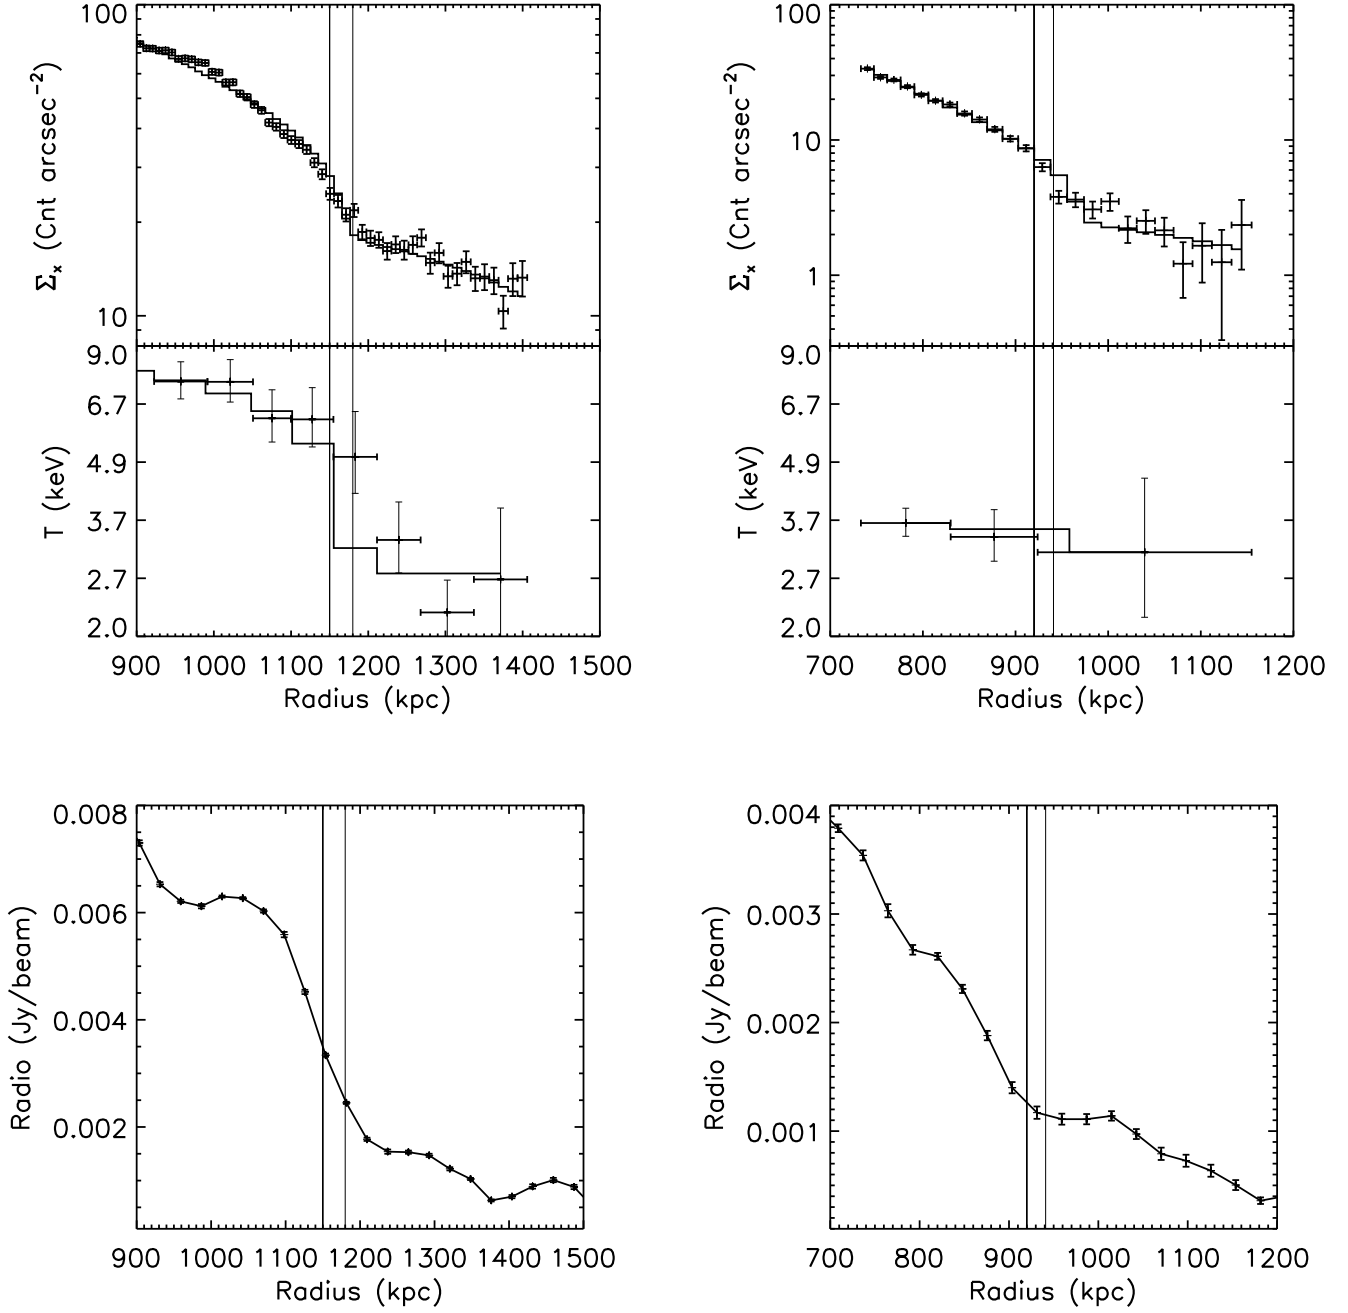 100
10
Σx (Cnt arcsec−2)
9.0
6.7
4.9
3.7
2.7
2.0
T (keV)
900 1000 1100 1200 1300 1400 1500
Radius (kpc)
100
10
1
Σx (Cnt arcsec−2)
9.0
6.7
4.9
3.7
2.7
2.0
T (keV)
700 800 900 1000 1100 1200
Radius (kpc)
0.008
0.006
0.004
0.002
Radio (Jy/beam)
900 1000 1100 1200 1300 1400 1500
Radius (kpc)
0.004
0.003
0.002
0.001
Radio (Jy/beam)
700 800 900 1000 1100 1200
Radius (kpc)